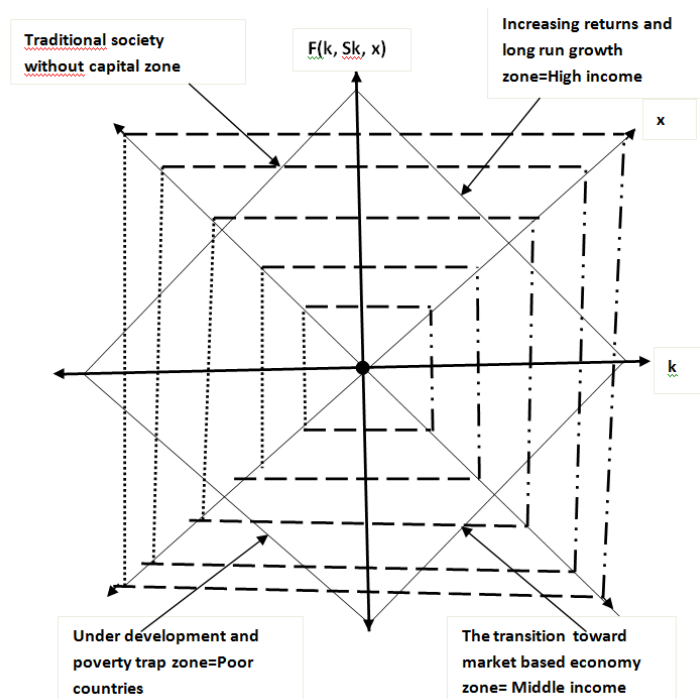 Traditional society
without capital zone
F(k, Sk, x)
Increasing returns and
long run growth
zone=High income
x
k
Under development and
poverty trap zone=Poor
countries
The transition toward
market based economy
zone= Middle income